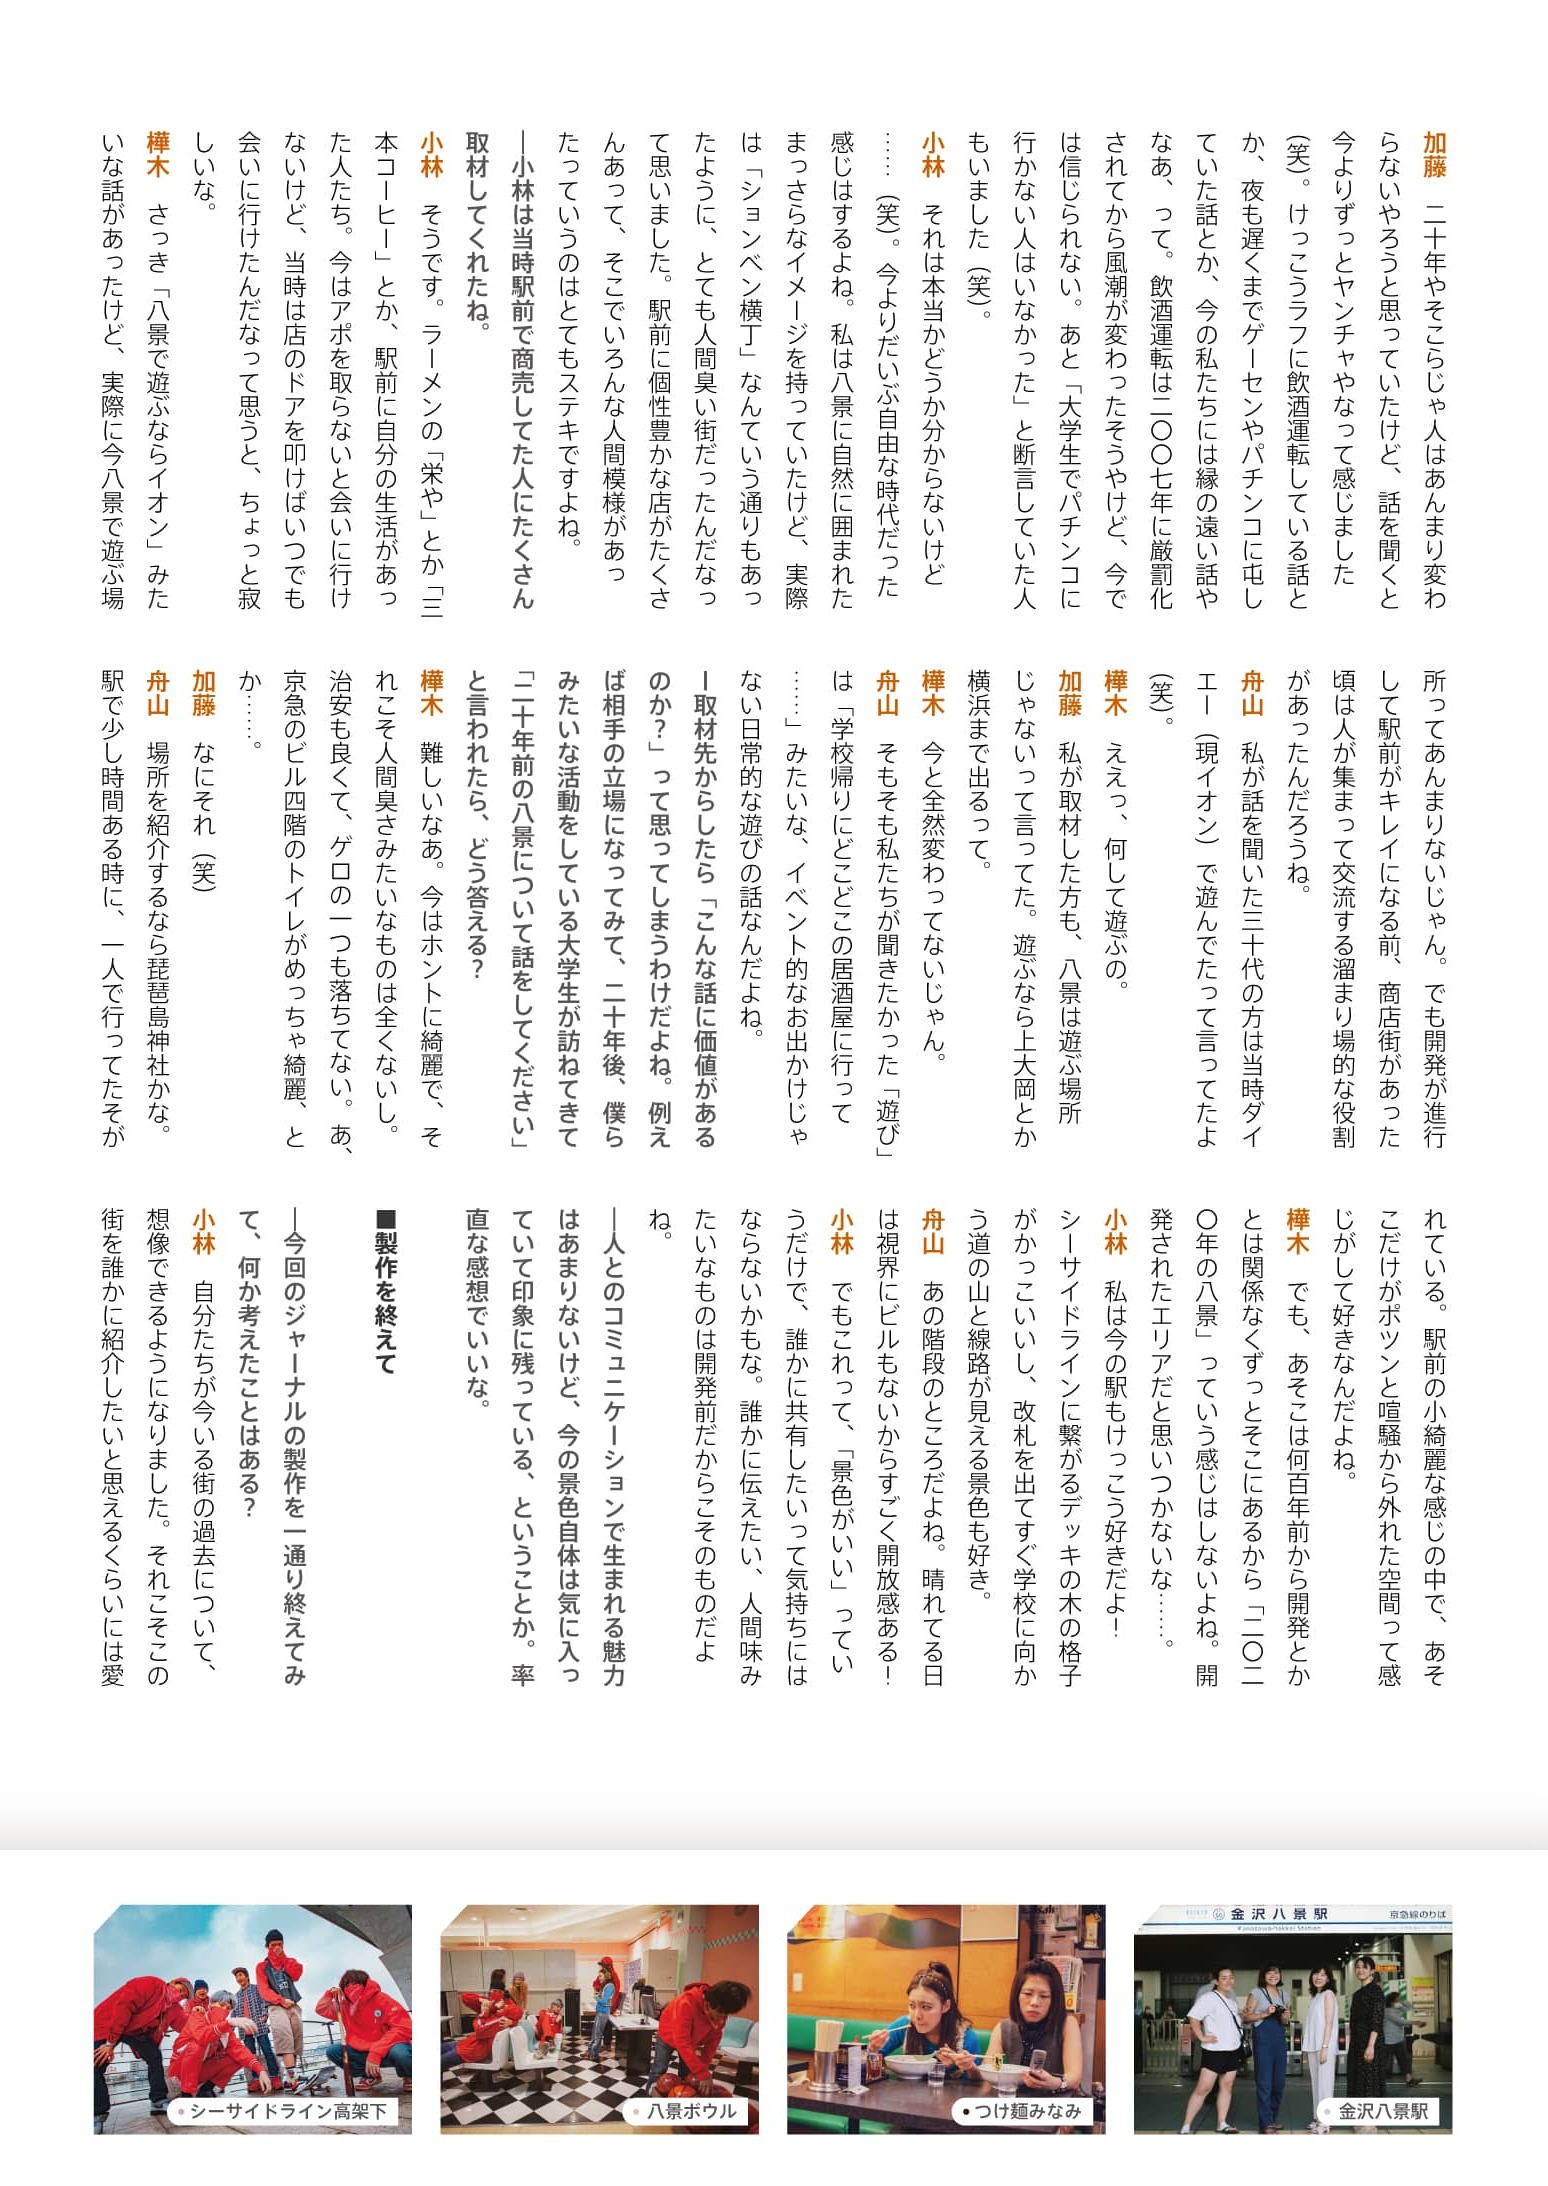 加藤　二十年やそこらじゃ人はあんまり変わ
らないやろうと思っていたけど、話を聞くと
今よりずっとヤンチャやなって感じました
（笑）。けっこうラフに飲酒運転している話と
か、夜も遅くまでゲーセンやパチンコに屯し
ていた話とか、今の私たちには縁の遠い話や
なあ、って。飲酒運転は二〇〇七年に厳罰化
されてから風潮が変わったそうやけど、今で
は信じられない。あと「大学生でパチンコに
行かない人はいなかった」と断言していた人
もいました（笑）。
小林　それは本当かどうか分からないけど
……（笑）。今よりだいぶ自由な時代だった
感じはするよね。私は八景に自然に囲まれた
まっさらなイメージを持っていたけど、実際
は「ションベン横丁」なんていう通りもあっ
たように、とても人間臭い街だったんだなっ
て思いました。駅前に個性豊かな店がたくさ
んあって、そこでいろんな人間模様があっ
たっていうのはとてもステキですよね。
―小林は当時駅前で商売してた人にたくさん
取材してくれたね。
小林　そうです。ラーメンの「栄や」とか「三
本コーヒー」とか、駅前に自分の生活があっ
た人たち。今はアポを取らないと会いに行け
ないけど、当時は店のドアを叩けばいつでも
会いに行けたんだなって思うと、ちょっと寂
しいな。
樺木　さっき「八景で遊ぶならイオン」みた
いな話があったけど、実際に今八景で遊ぶ場
所ってあんまりないじゃん。でも開発が進行
して駅前がキレイになる前、商店街があった
頃は人が集まって交流する溜まり場的な役割
があったんだろうね。
舟山　私が話を聞いた三十代の方は当時ダイ
エー（現イオン）で遊んでたって言ってたよ
（笑）。
樺木　ええっ、何して遊ぶの。
加藤　私が取材した方も、八景は遊ぶ場所
じゃないって言ってた。遊ぶなら上大岡とか
横浜まで出るって。
樺木　今と全然変わってないじゃん。
舟山　そもそも私たちが聞きたかった「遊び」
は「学校帰りにどこどこの居酒屋に行って
……」みたいな、イベント的なお出かけじゃ
ない日常的な遊びの話なんだよね。
ー取材先からしたら「こんな話に価値がある
のか？」って思ってしまうわけだよね。例え
ば相手の立場になってみて、二十年後、僕ら
みたいな活動をしている大学生が訪ねてきて
「二十年前の八景について話をしてください」
と言われたら、どう答える？
樺木　難しいなあ。今はホントに綺麗で、そ
れこそ人間臭さみたいなものは全くないし。
治安も良くて、ゲロの一つも落ちてない。あ、
京急のビル四階のトイレがめっちゃ綺麗、と
か……。
加藤　なにそれ（笑）
舟山　場所を紹介するなら琵琶島神社かな。
駅で少し時間ある時に、一人で行ってたそが
れている。駅前の小綺麗な感じの中で、あそ
こだけがポツンと喧騒から外れた空間って感
じがして好きなんだよね。
樺木　でも、あそこは何百年前から開発とか
とは関係なくずっとそこにあるから「二〇二
〇年の八景」っていう感じはしないよね。開
発されたエリアだと思いつかないな……。
小林　私は今の駅もけっこう好きだよ！
シーサイドラインに繋がるデッキの木の格子
がかっこいいし、改札を出てすぐ学校に向か
う道の山と線路が見える景色も好き。
舟山　あの階段のところだよね。晴れてる日
は視界にビルもないからすごく開放感ある！
小林　でもこれって、「景色がいい」ってい
うだけで、誰かに共有したいって気持ちには
ならないかもな。誰かに伝えたい、人間味み
たいなものは開発前だからこそのものだよ
ね。
―人とのコミュニケーションで生まれる魅力
はあまりないけど、今の景色自体は気に入っ
ていて印象に残っている、ということか。率
直な感想でいいな。
■製作を終えて
―今回のジャーナルの製作を一通り終えてみ
て、何か考えたことはある？
小林　自分たちが今いる街の過去について、
想像できるようになりました。それこそこの
街を誰かに紹介したいと思えるくらいには愛
金沢八景駅
京急線のりば
Kanazawa-hakkei Station
金沢八景駅
つけ麺みなみ
八景ボウル
シーサイドライン高架下